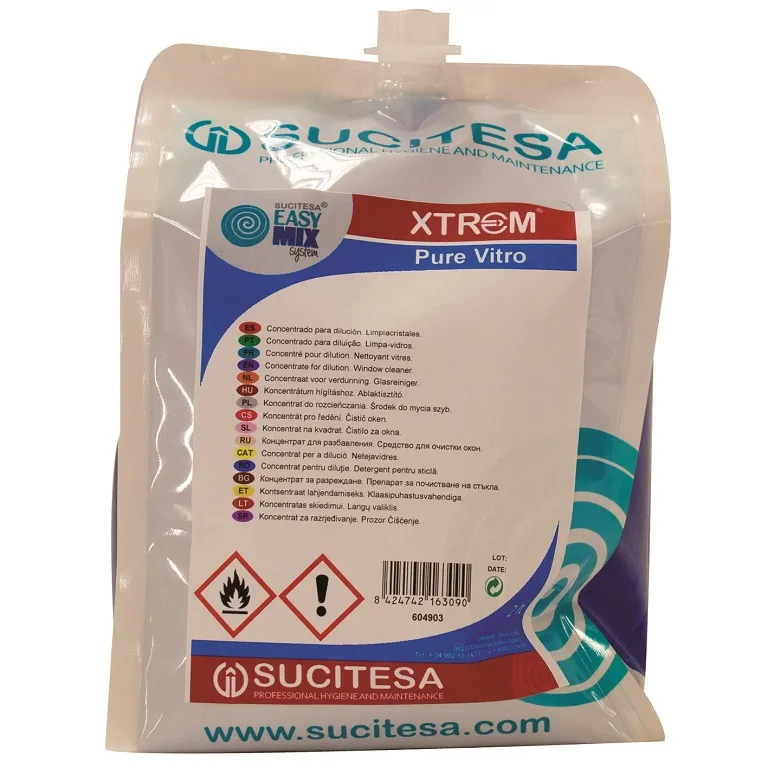 SUCITESA
PROFESSIONAL HYGIENE AND MAINTENANCE
SUCITESA®
EASY
MIX
system
XTREM®
Pure Vitro
ES Concentrado para dilución. Limpiacristales.
PT Concentrado para diluição. Limpa-vidros.
FR Concentré pour dilution. Nettoyant vitres.
EN Concentrate for dilution. Window cleaner.
NL Concentraat voor verdunning. Glasreiniger.
HU Koncentrátum hígításhoz. Ablaktisztító.
PL Koncentrat do rozcieńczania. Środek do mycia szyb.
CS Koncentrát pro ředění. Čistič oken.
SL Koncentrat na kvadrat. Čistilo za okna.
RU Концентрат для разбавления. Средство для очистки окон.
CAT Concentrat per a dilució. Netejavidres.
RO Concentrat pentru diluţie. Detergent pentru sticlă.
BG Концентрат за разреждане. Препарат за почистване на стъкла.
ET Kontsentraat lahjendamiseks. Klaasipuhastusvahendiga.
LT Koncentratas skiedimui. Langų valiklis.
SR Koncentrat za razrjeđivanje. Prozor Čišćenje.
LOT:
DATE:
8 424742 163090
604903
SUCITESA
PROFESSIONAL HYGIENE AND MAINTENANCE
www.sucitesa.com